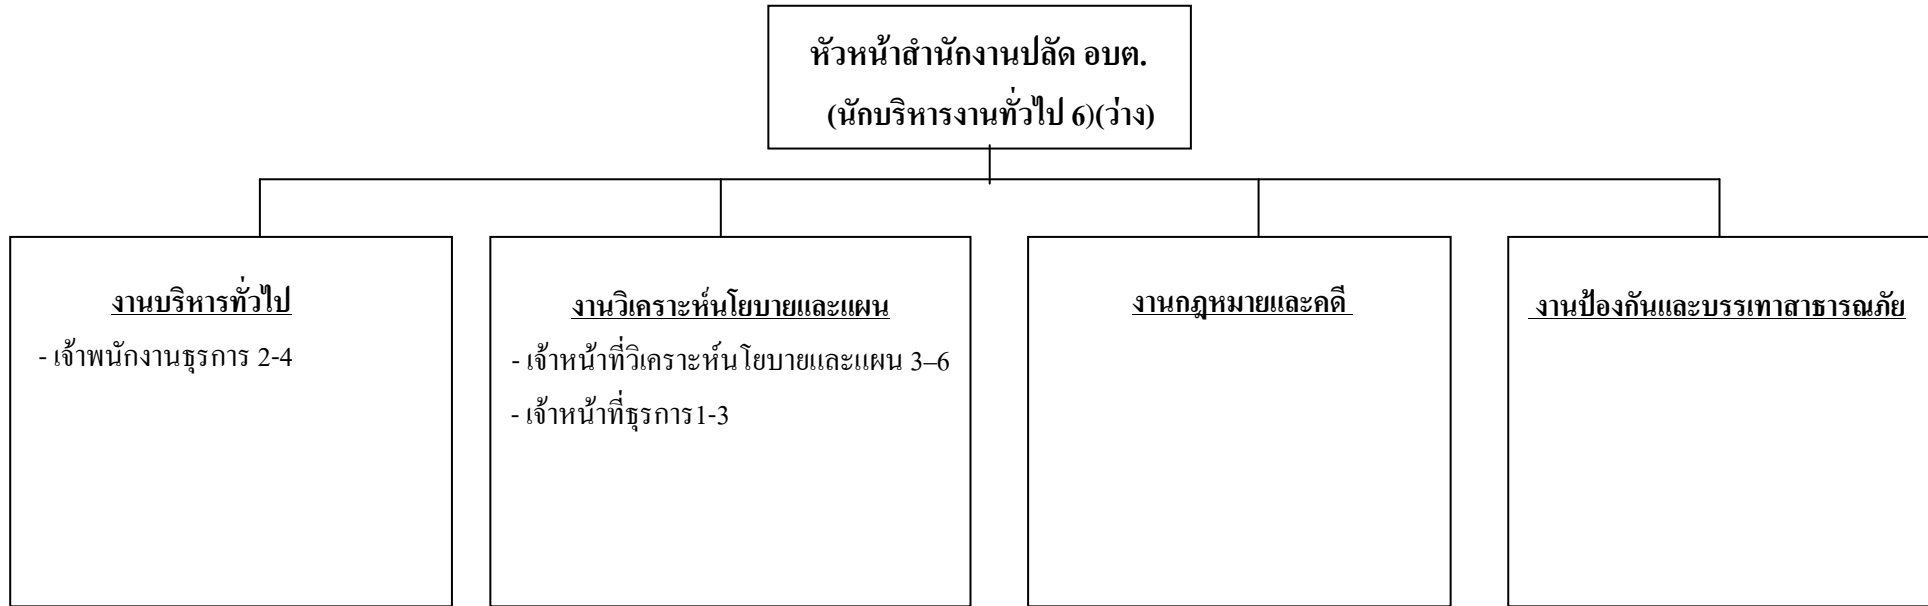 หัวหน้าสำนักงานปลัด อบต.
(นักบริหารงานทั่วไป 6)(ว่าง)
งานบริหารทั่วไป
- เจ้าพนักงานธุรการ 2-4
งานวิเคราะห์นโยบายและแผน
- เจ้าหน้าที่วิเคราะห์นโยบายและแผน 3–6
- เจ้าหน้าที่ธุรการ1-3
งานกฎหมายและคดี
งานป้องกันและบรรเทาสาธารณภัย